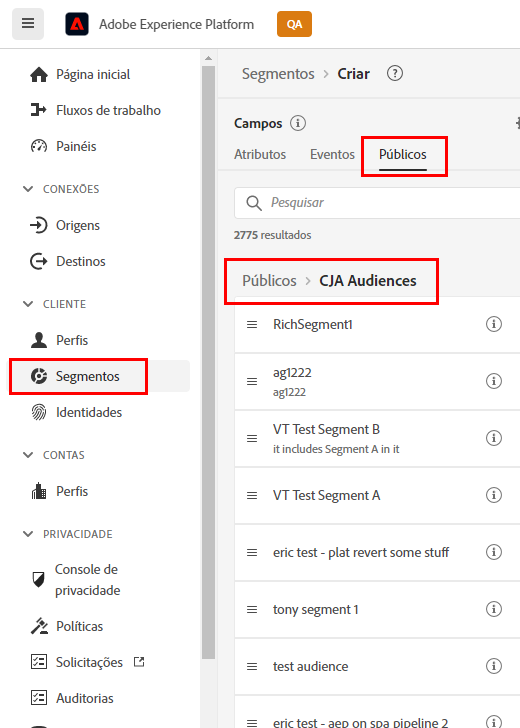 Adobe Experience Platform
QA
Página inicial
Fluxos de trabalho
Painéis
CONEXÕES
Origens
Destinos
CLIENTE
Perfis
Segmentos
Identidades
CONTAS
Perfis
PRIVACIDADE
Console de
privacidade
Políticas
Solicitações
Auditorias
Segmentos > Criar ?
Campos
Atributos Eventos Públicos
Pesquisar
2775 resultados
Públicos > CJA Audiences
RichSegment1
ag1222
ag1222
VT Test Segment B
it includes Segment A in it
VT Test Segment A
eric test - plat revert some stuff
tony segment 1
test audience
eric test - aep on spa pipeline 2